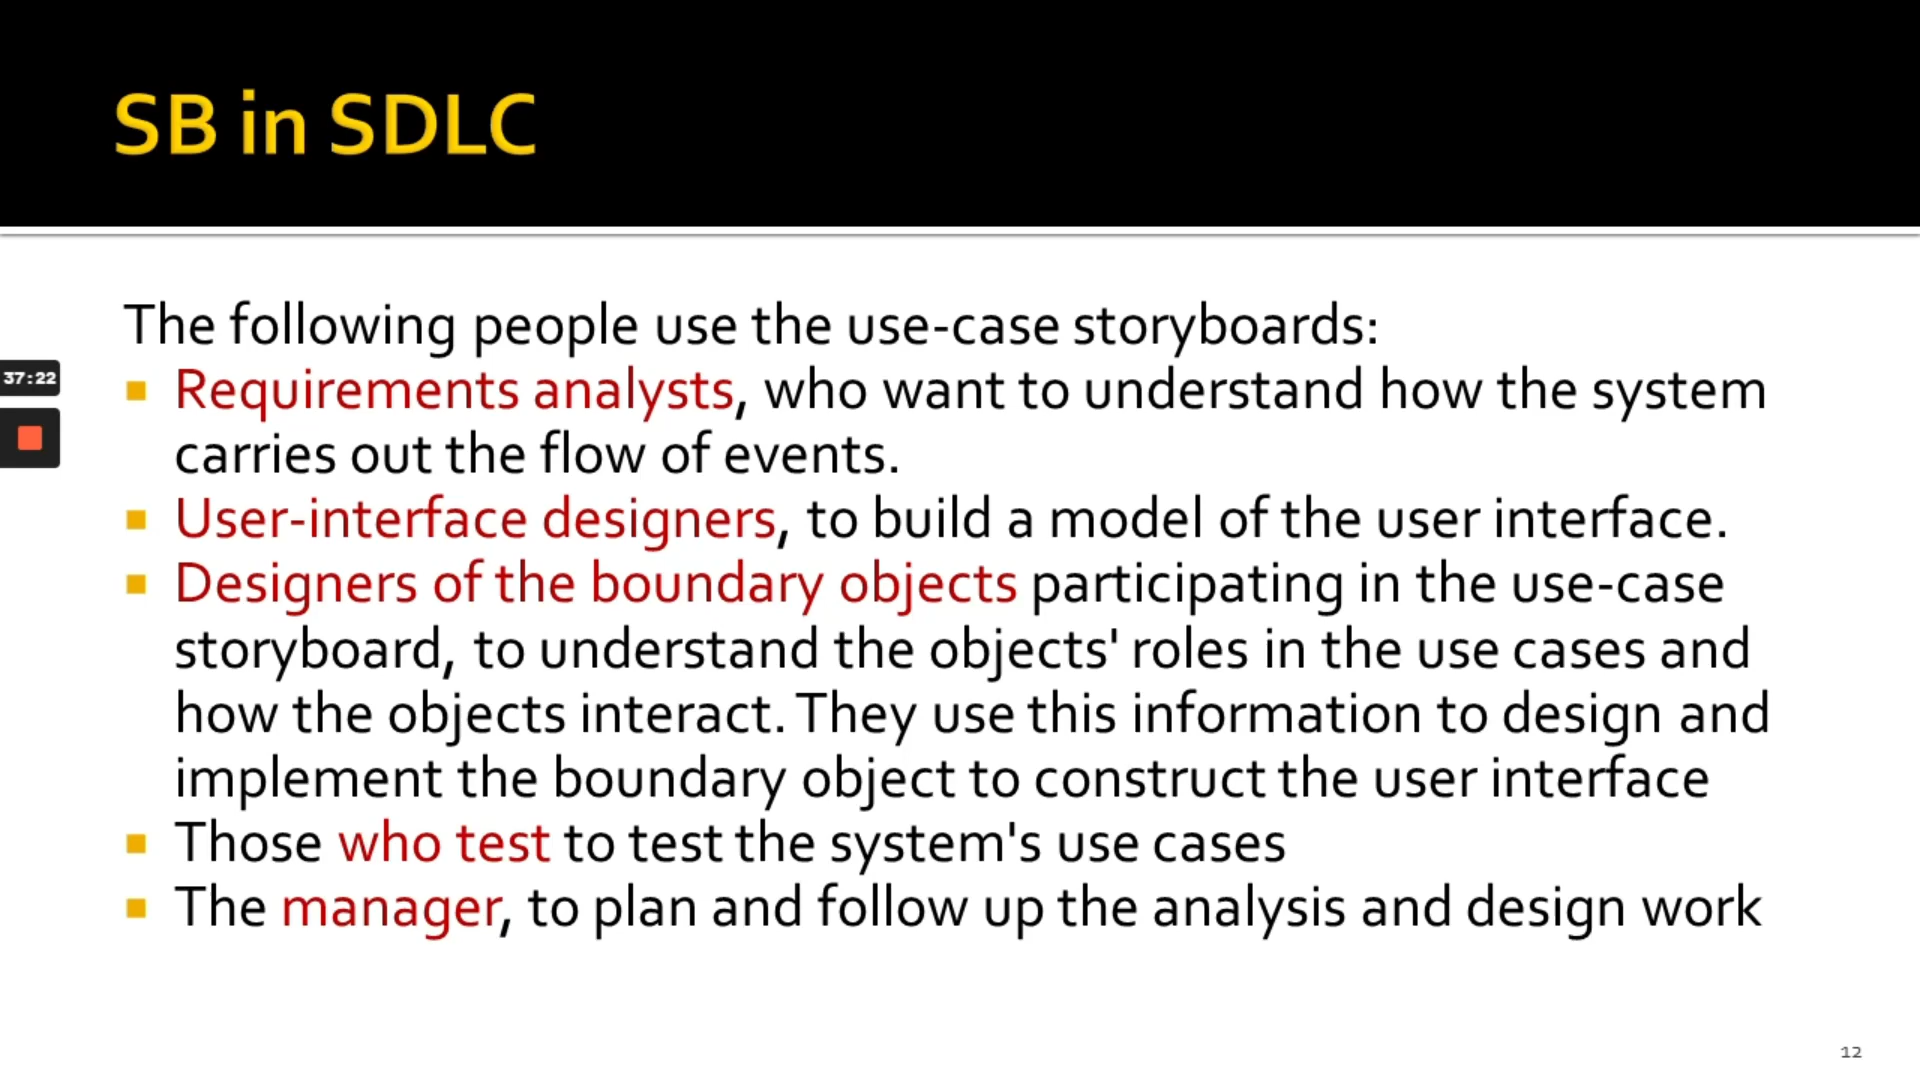 SB in SDLC
The following people use the use-case storyboards:
Requirements analysts, who want to understand how the system
carries out the flow of events.
User-interface designers, to build a model of the user interface.
Designers of the boundary objects participating in the use-case
storyboard, to understand the objects' roles in the use cases and
how the objects interact. They use this information to design and
implement the boundary object to construct the user interface
Those who test to test the system's use cases
The manager, to plan and follow up the analysis and design work
37:22
12